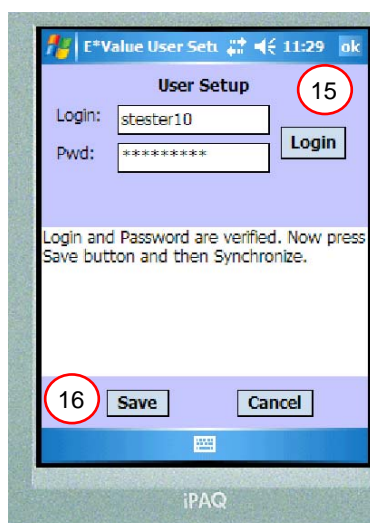 E*Value User Setu 11:29 ok
User Setup
15
Login: stester10
Login
Pwd: *********
Login and Password are verified. Now press
Save button and then Synchronize.
16
Save Cancel
iPAQ